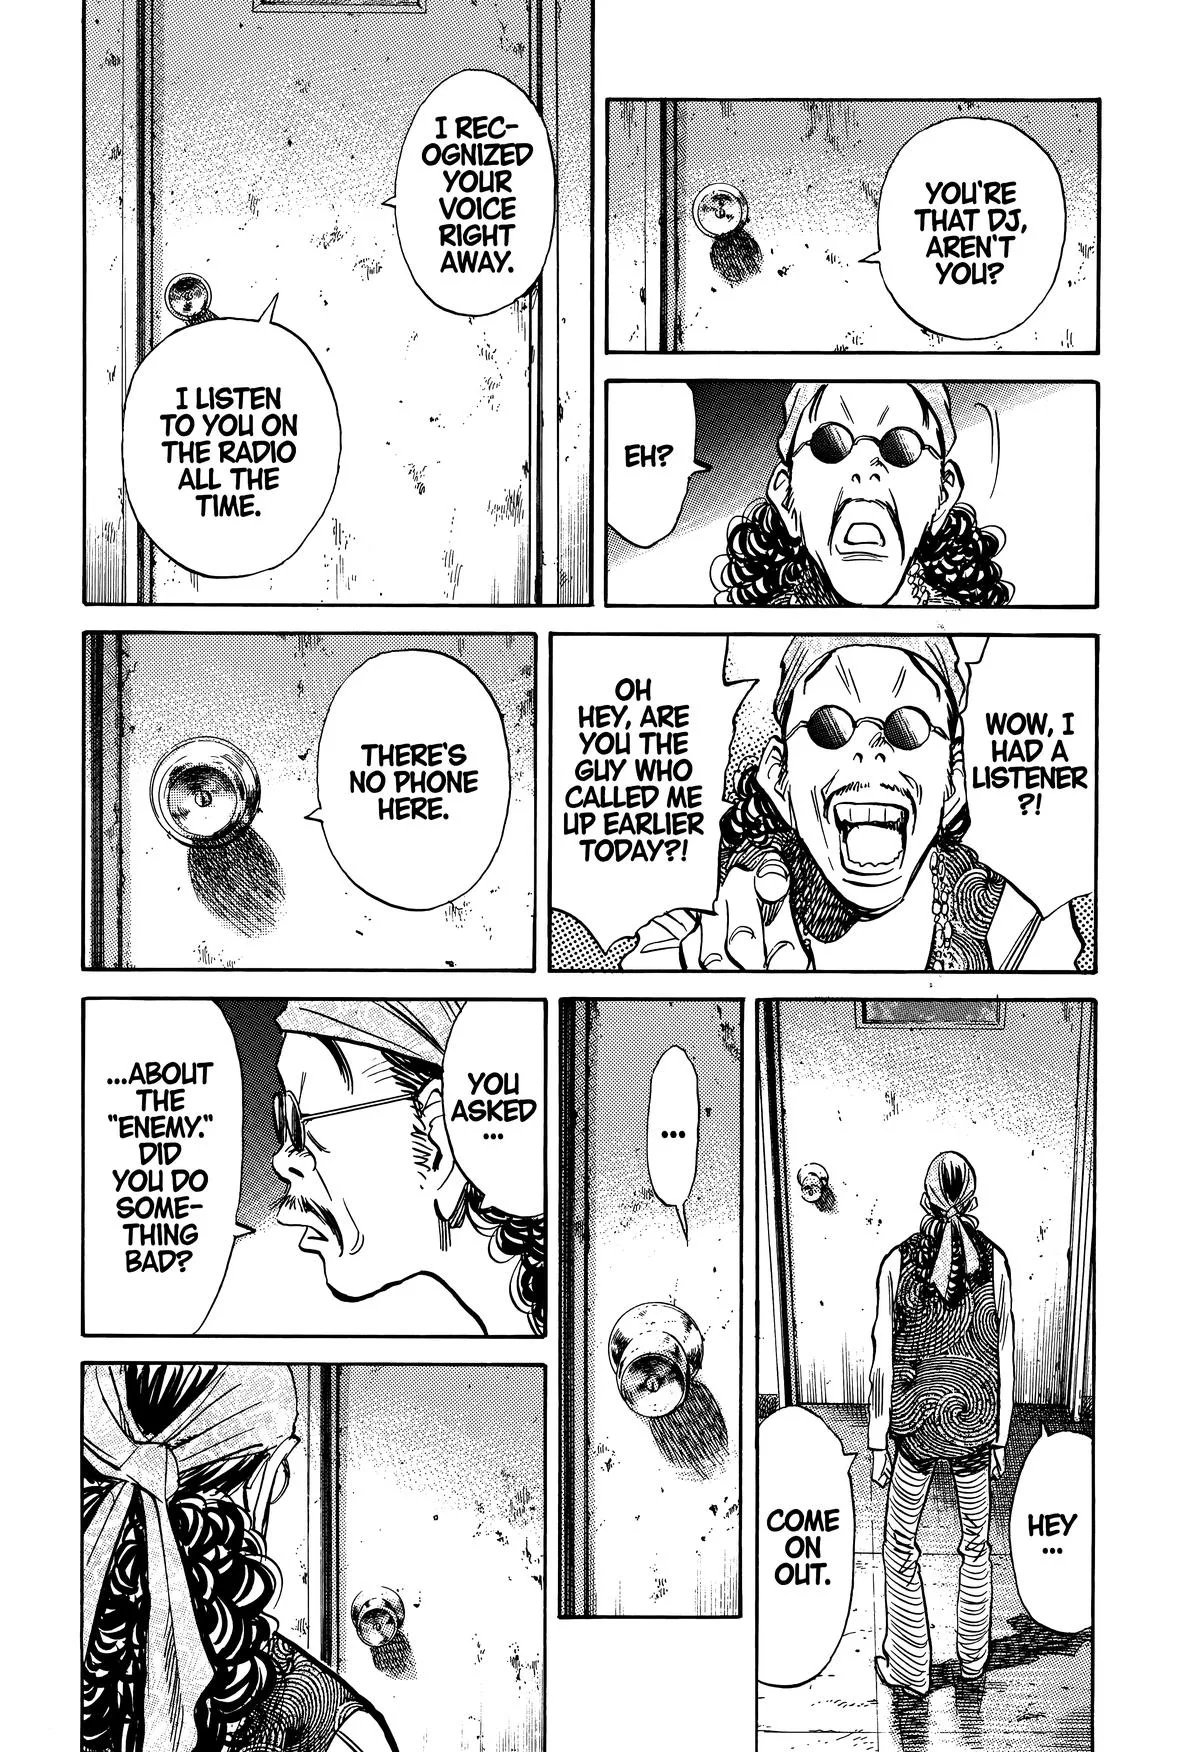 YOU'RE
THAT DJ,
AREN'T
YOU?
EH?
I REC-
OGNIZED
YOUR
VOICE
RIGHT
AWAY.
I LISTEN
TO YOU ON
THE RADIO
ALL THE
TIME.
WOW, I
HAD A
LISTENER
?!
OH
HEY, ARE
YOU THE
GUY WHO
CALLED ME
UP EARLIER
TODAY?!
THERE'S
NO PHONE
HERE.
HEY
...
COME
ON
OUT.
...
YOU
ASKED
...
...ABOUT
THE
"ENEMY."
DID
YOU DO
SOME-
THING
BAD?